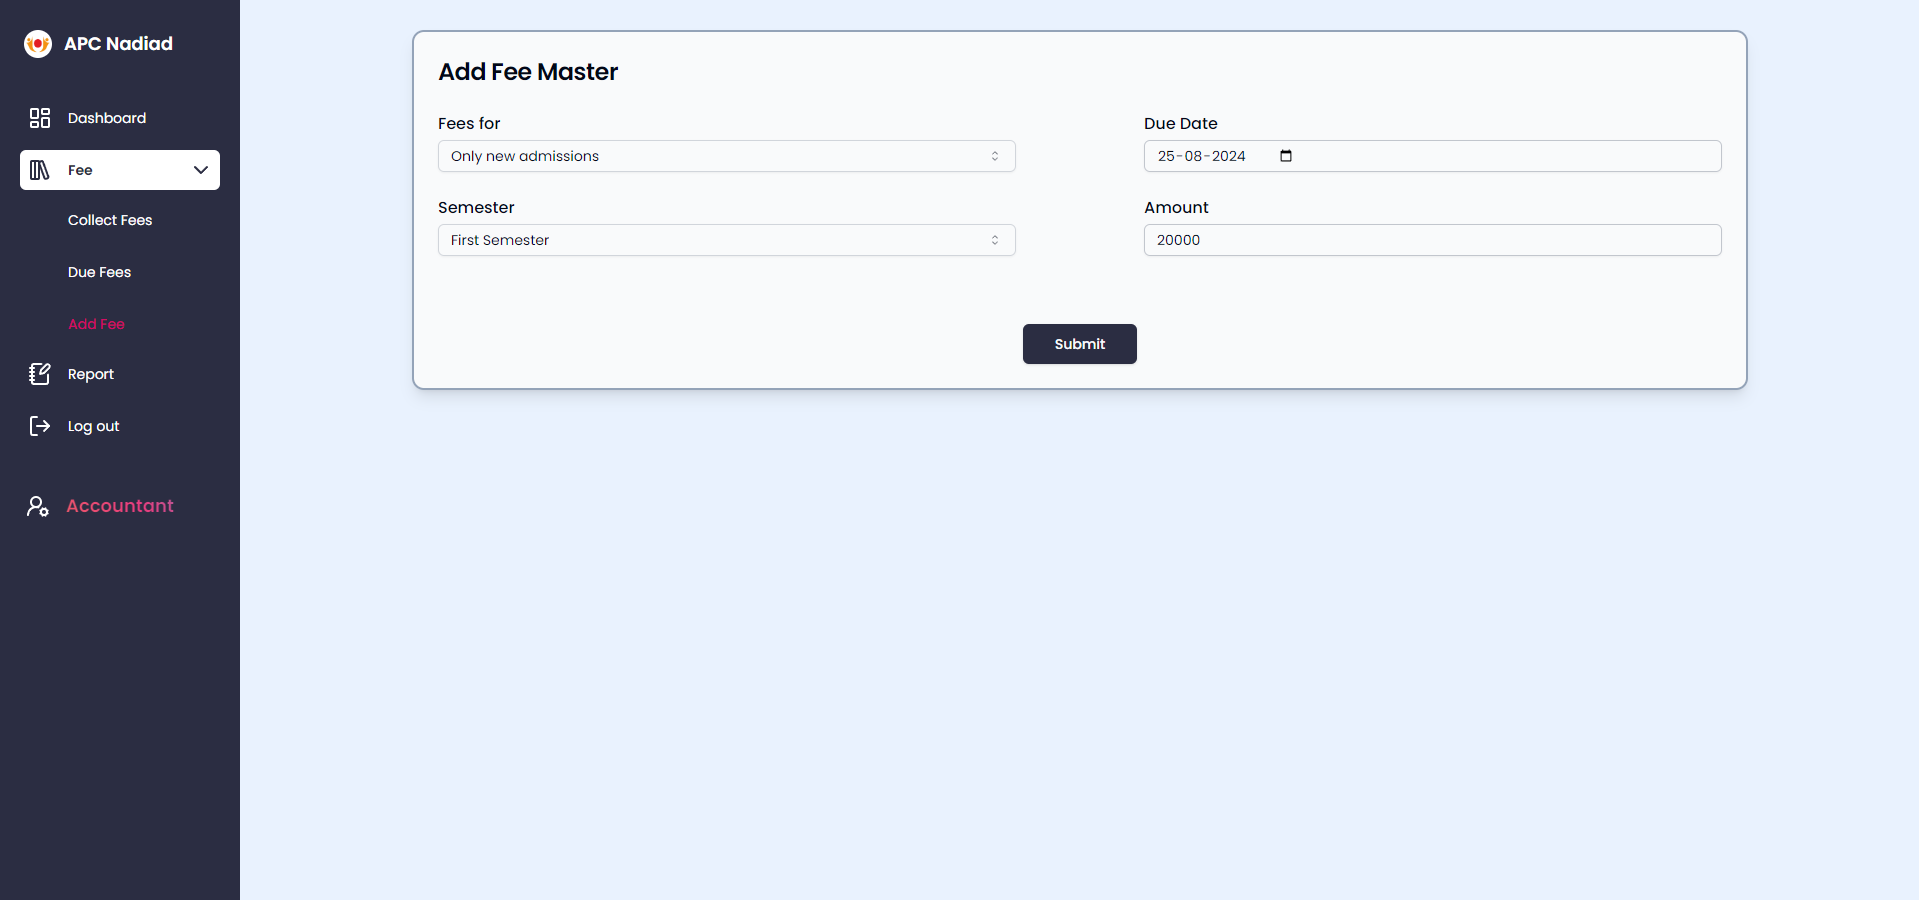 APC Nadiad
Dashboard
Fee
Collect Fees
Due Fees
Add Fee
Report
Log out
Accountant
Add Fee Master
Fees for
Only new admissions
Due Date
25-08-2024
Semester
First Semester
Amount
20000
Submit